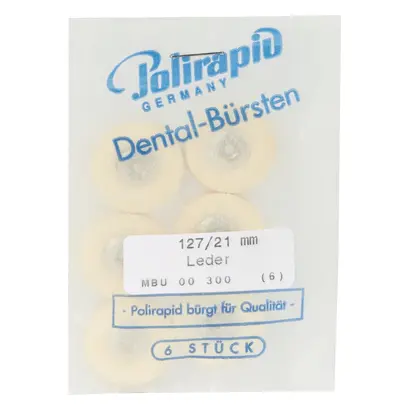 Polirapid
GERMANY
Dental-Bürsten
127/21 mm
Leder
MBU 00 300 (6)
- Polirapid bürgt für Qualität -
6 STÜCK